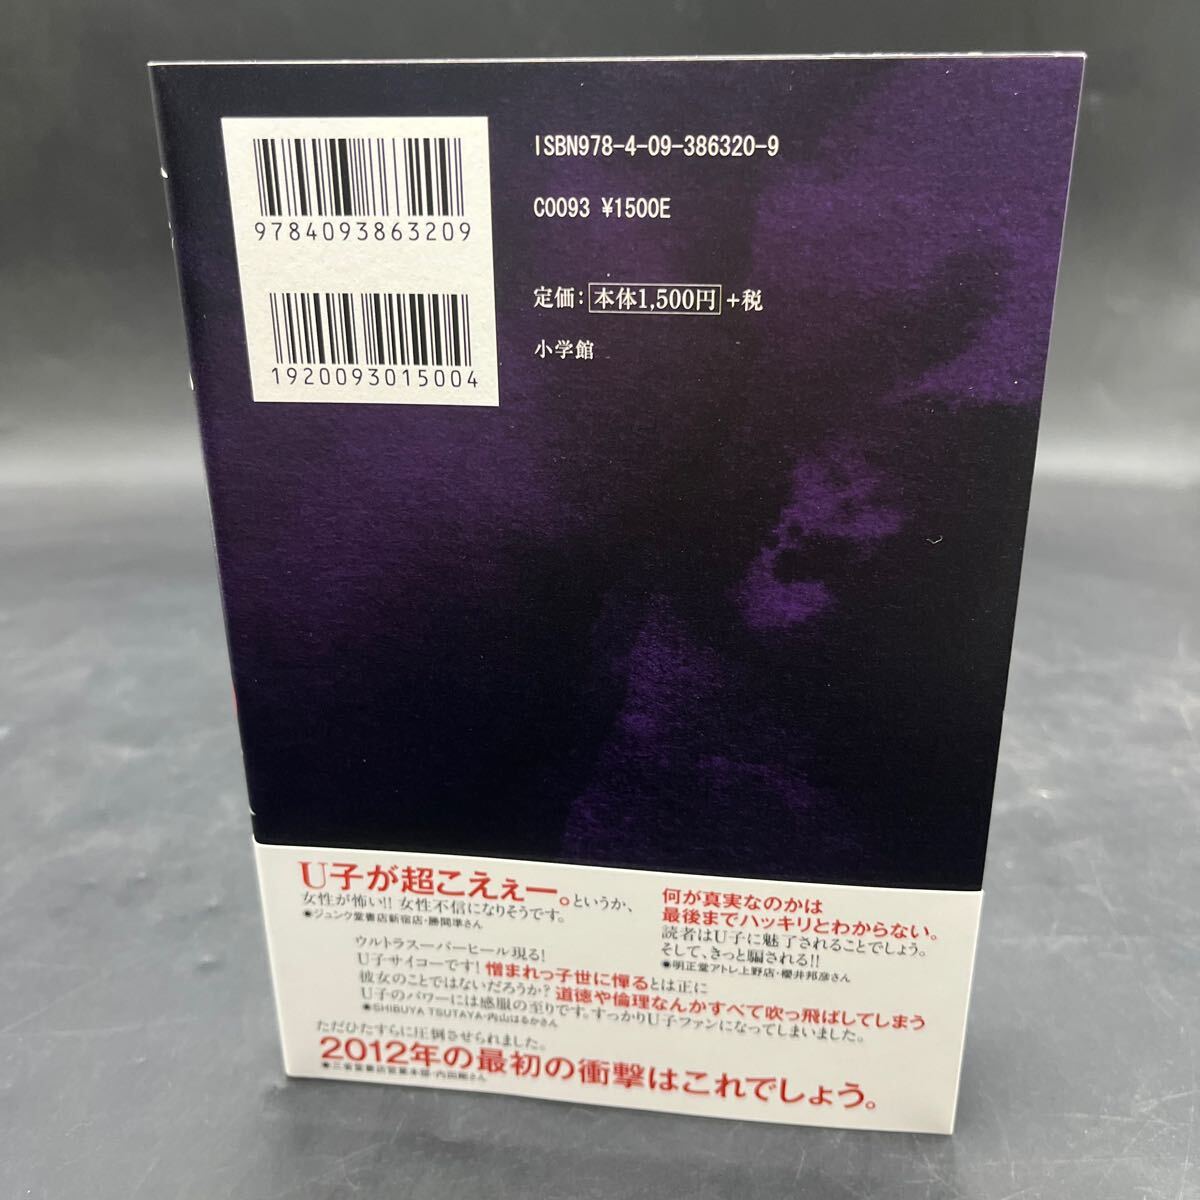 9784093863209
1920093015004
ISBN978-4-09-386320-9
C0093 ¥1500E
定価：本体1,500円+税
小学館
U子が超こえぇー。というか、
女性が怖い!! 女性不信になりそうです。
●ジュンク堂書店新宿店・勝間準さん
何が真実なのかは
最後までハッキリとわからない。
読者はU子に魅了されることでしょう。
そして、きっと騙される!!
●明正堂アトレ上野店・櫻井邦彦さん
ウルトラスーパーヒール現る!
U子サイコーです! 憎まれっ子世に憚るとは正に
彼女のことではないだろうか? 道徳や倫理なんかすべて吹っ飛ばしてしまう
U子のパワーには感服の至りです。すっかりU子ファンになってしまいました。
●SHIBUYA TSUTAYA・内山はるかさん
ただひたすらに圧倒させられました。
2012年の最初の衝撃はこれでしょう。
●三省堂書店営業本部・内田剛さん